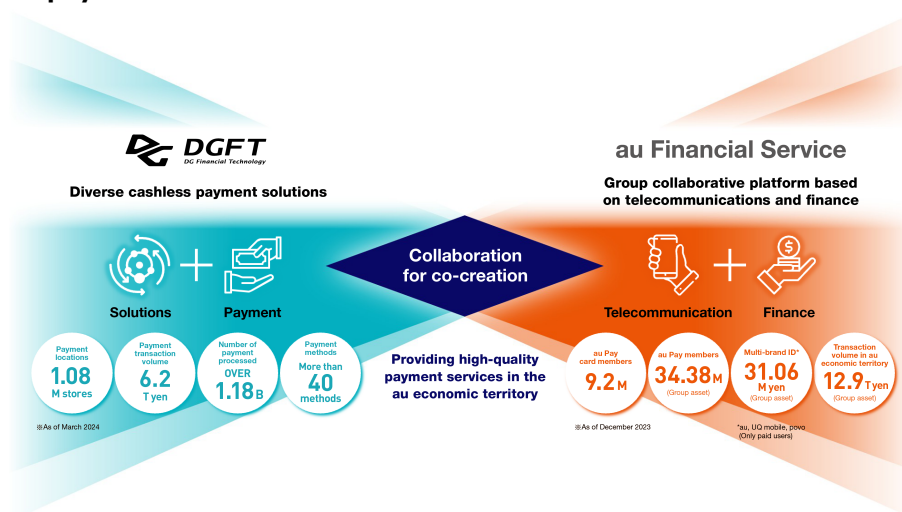 DGFT
DG Financial Technology
Diverse cashless payment solutions
Solutions
Payment
Payment
locations
1.08
M stores
Payment
transaction
volume
6.2
T yen
Number of
payment
processed
OVER
1.18 B
Payment
methods
More than
40
methods
※As of March 2024
Collaboration
for co-creation
Providing high-quality
payment services in the
au economic territory
au Financial Service
Group collaborative platform based
on telecommunications and finance
Telecommunication
Finance
au Pay
card members
9.2 M
au Pay members
34.38 M
(Group asset)
Multi-brand ID*
31.06
M yen
(Group asset)
Transaction
volume in au
economic territory
12.9 T yen
(Group asset)
※As of December 2023
*au, UQ mobile, povo
(Only paid users)